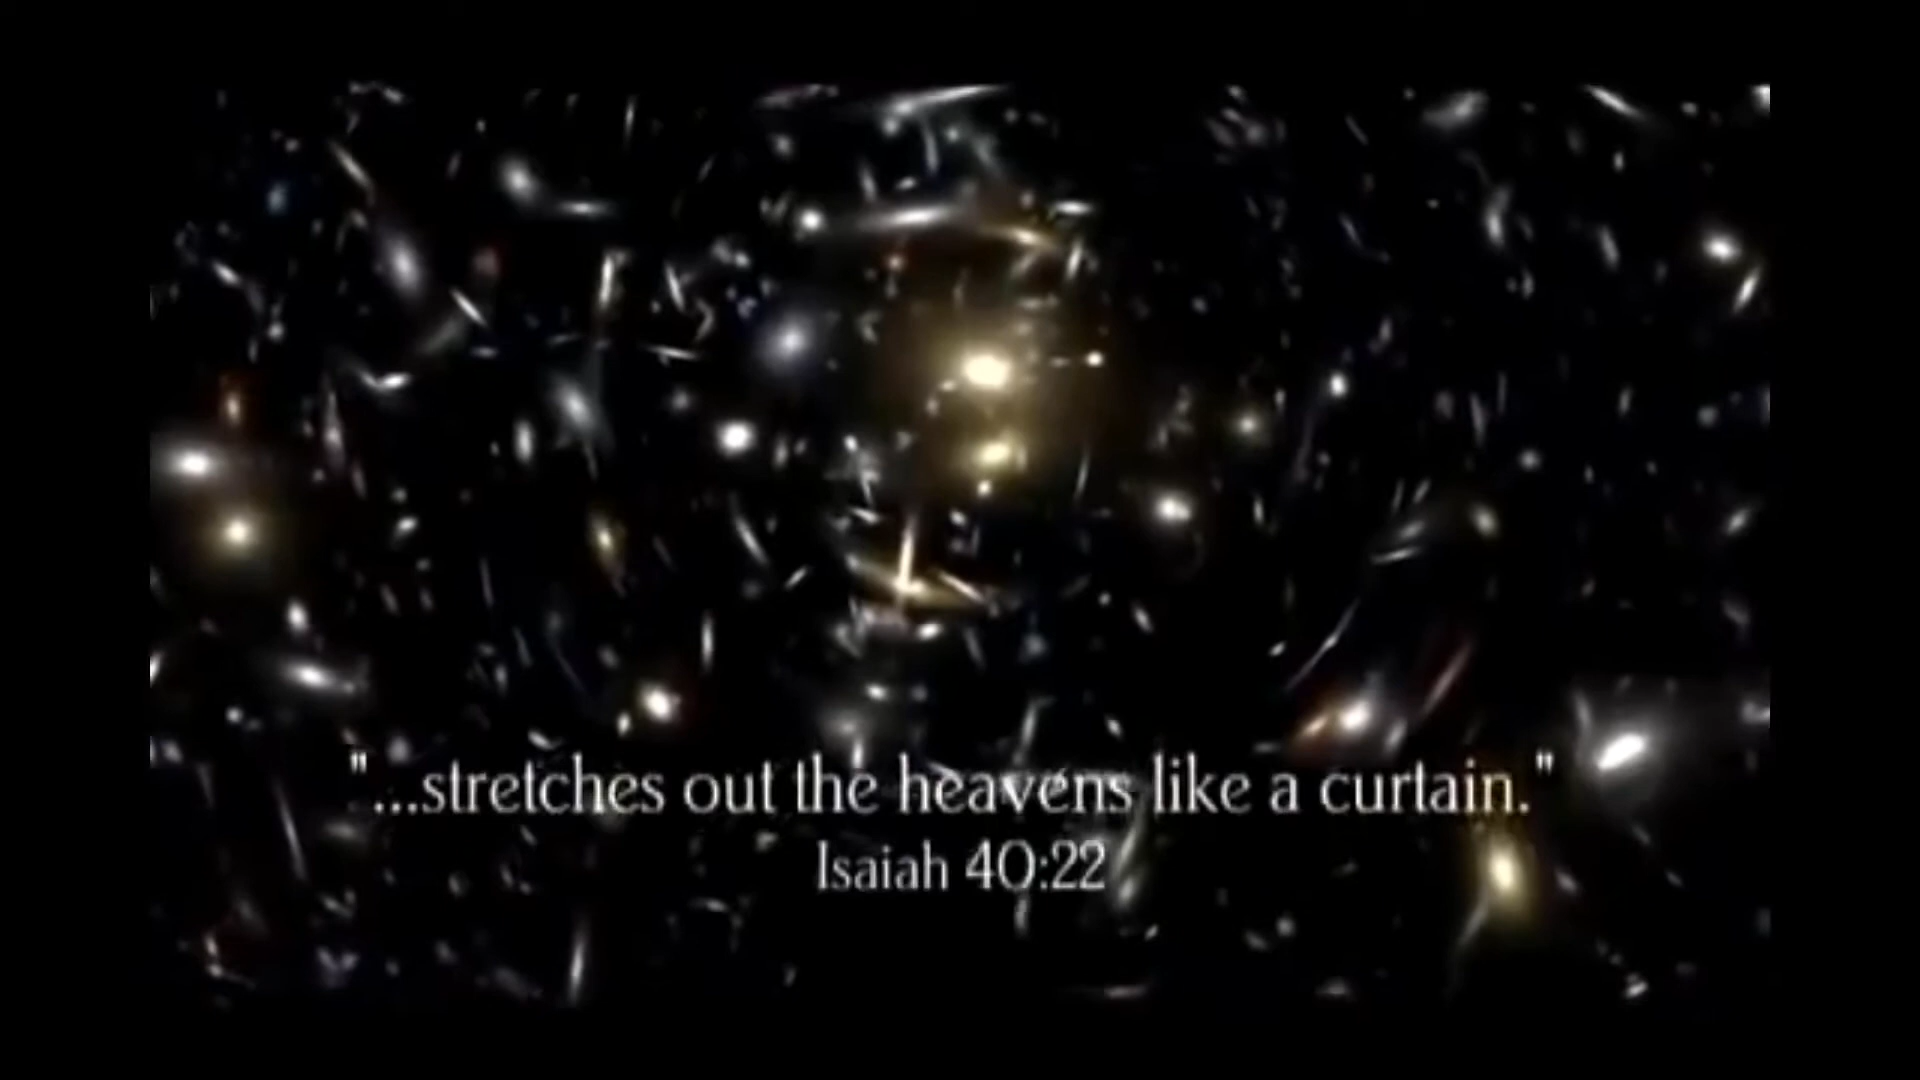 "...stretches out the heavens like a curtain."
Isaiah 40:22